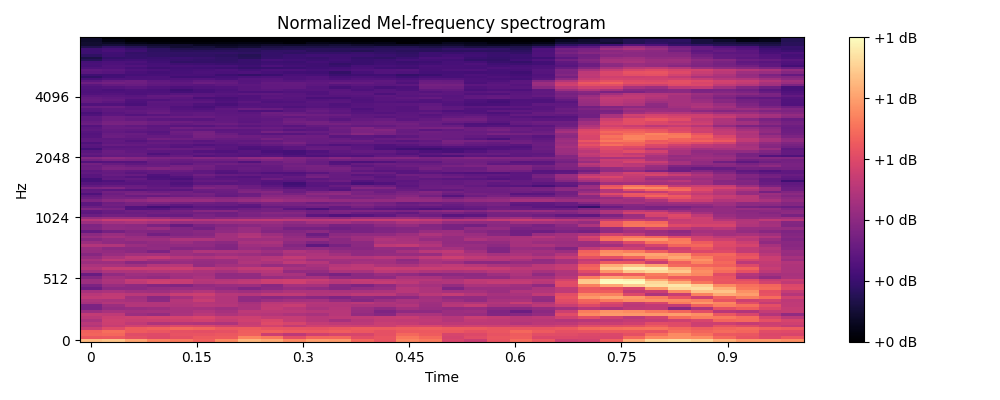 Normalized Mel-frequency spectrogram
Hz
4096
2048
1024
512
0
0 0.15 0.3 0.45 0.6 0.75 0.9
Time
+1 dB
+1 dB
+1 dB
+0 dB
+0 dB
+0 dB